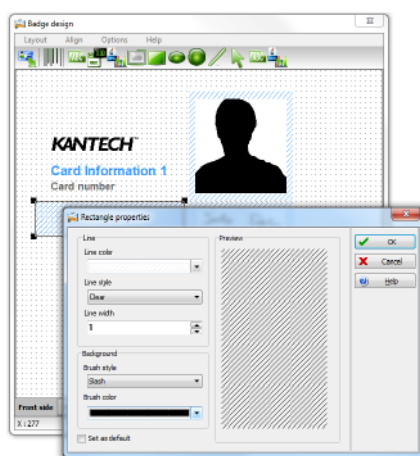 Badge design
Layout Align Options Help
KANTECH
Card Information 1
Card number
Rectangle properties
Line
Line color
Line style
Clear
Line width
1
Background
Brush style
Slash
Brush color
Set as default
Preview
OK
Cancel
Help
Front side
X : 277